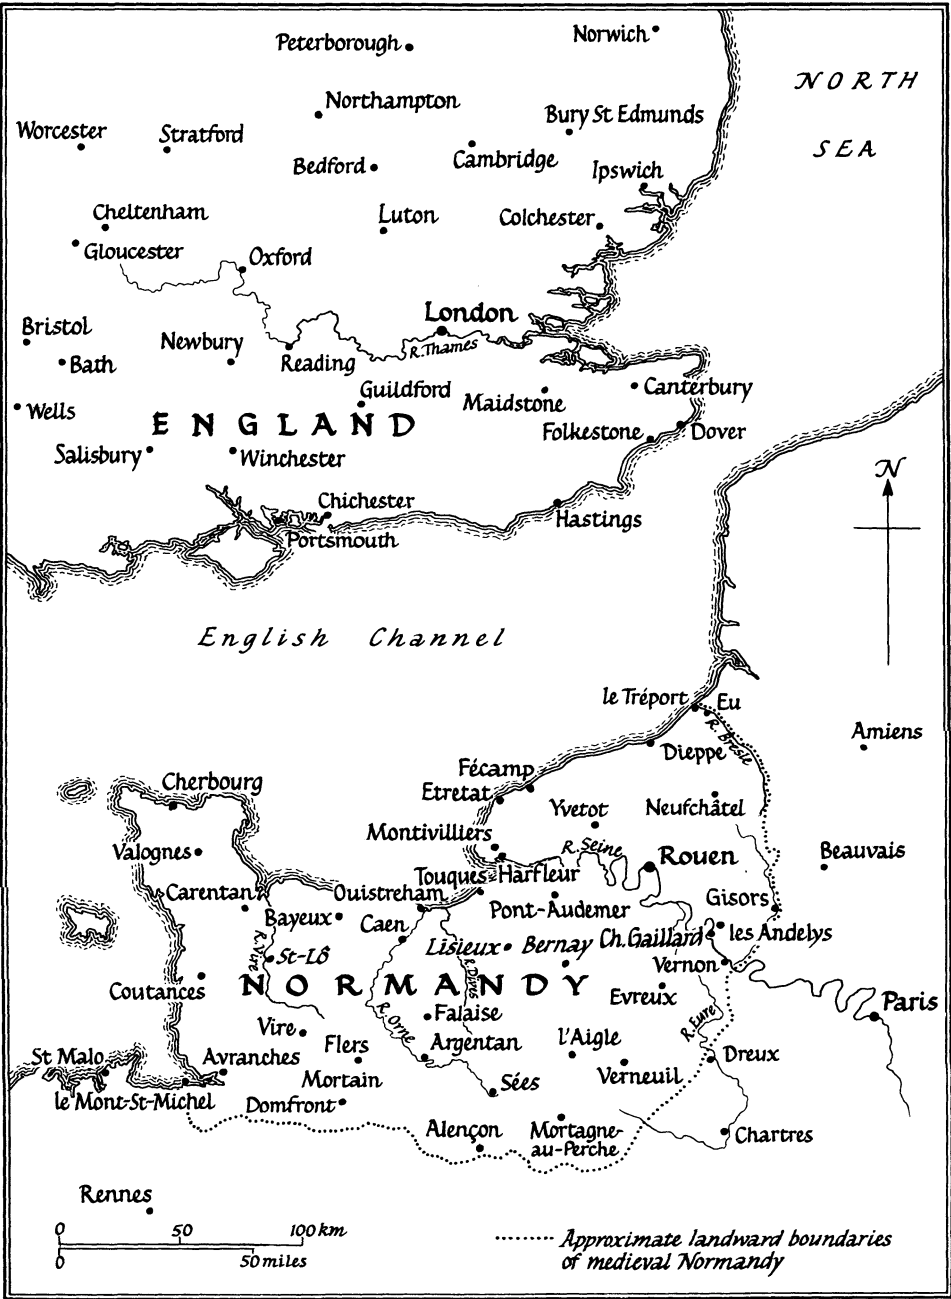 Peterborough
Norwich
NORTH
SEA
Northampton
Bury St Edmunds
Worcester
Stratford
Bedford
Cambridge
Ipswich
Cheltenham
Luton
Colchester
Gloucester
Oxford
London
Bristol
Newbury
R. Thames
Bath
Reading
Guildford
Canterbury
Maidstone
Wells
ENGLAND
Folkestone
Dover
Salisbury
Winchester
N
Chichester
Hastings
Portsmouth
English Channel
le Tréport
Eu
R. Bresle
Amiens
Dieppe
Fécamp
Cherbourg
Etretat
Yvetot
Neufchâtel
Montivilliers
R. Seine
Valognes
Rouen
Beauvais
Touques
Harfleur
Carentan
Ouistreham
Gisors
Bayeux
Pont-Audemer
Caen
Ch. Gaillard
les Andelys
Lisieux
Bernay
R. Vire
St-Lô
R. Dives
Vernon
Coutances
NORMANDY
Evreux
Paris
R. Orne
Falaise
R. Eure
Vire
Flers
Argentan
l'Aigle
St Malo
Avranches
Dreux
Mortain
Verneuil
Sées
le Mont-St-Michel
Domfront
Alençon
Mortagne-
au-Perche
Chartres
Rennes
0 50 100 km
0 50 miles
Approximate landward boundaries
of medieval Normandy